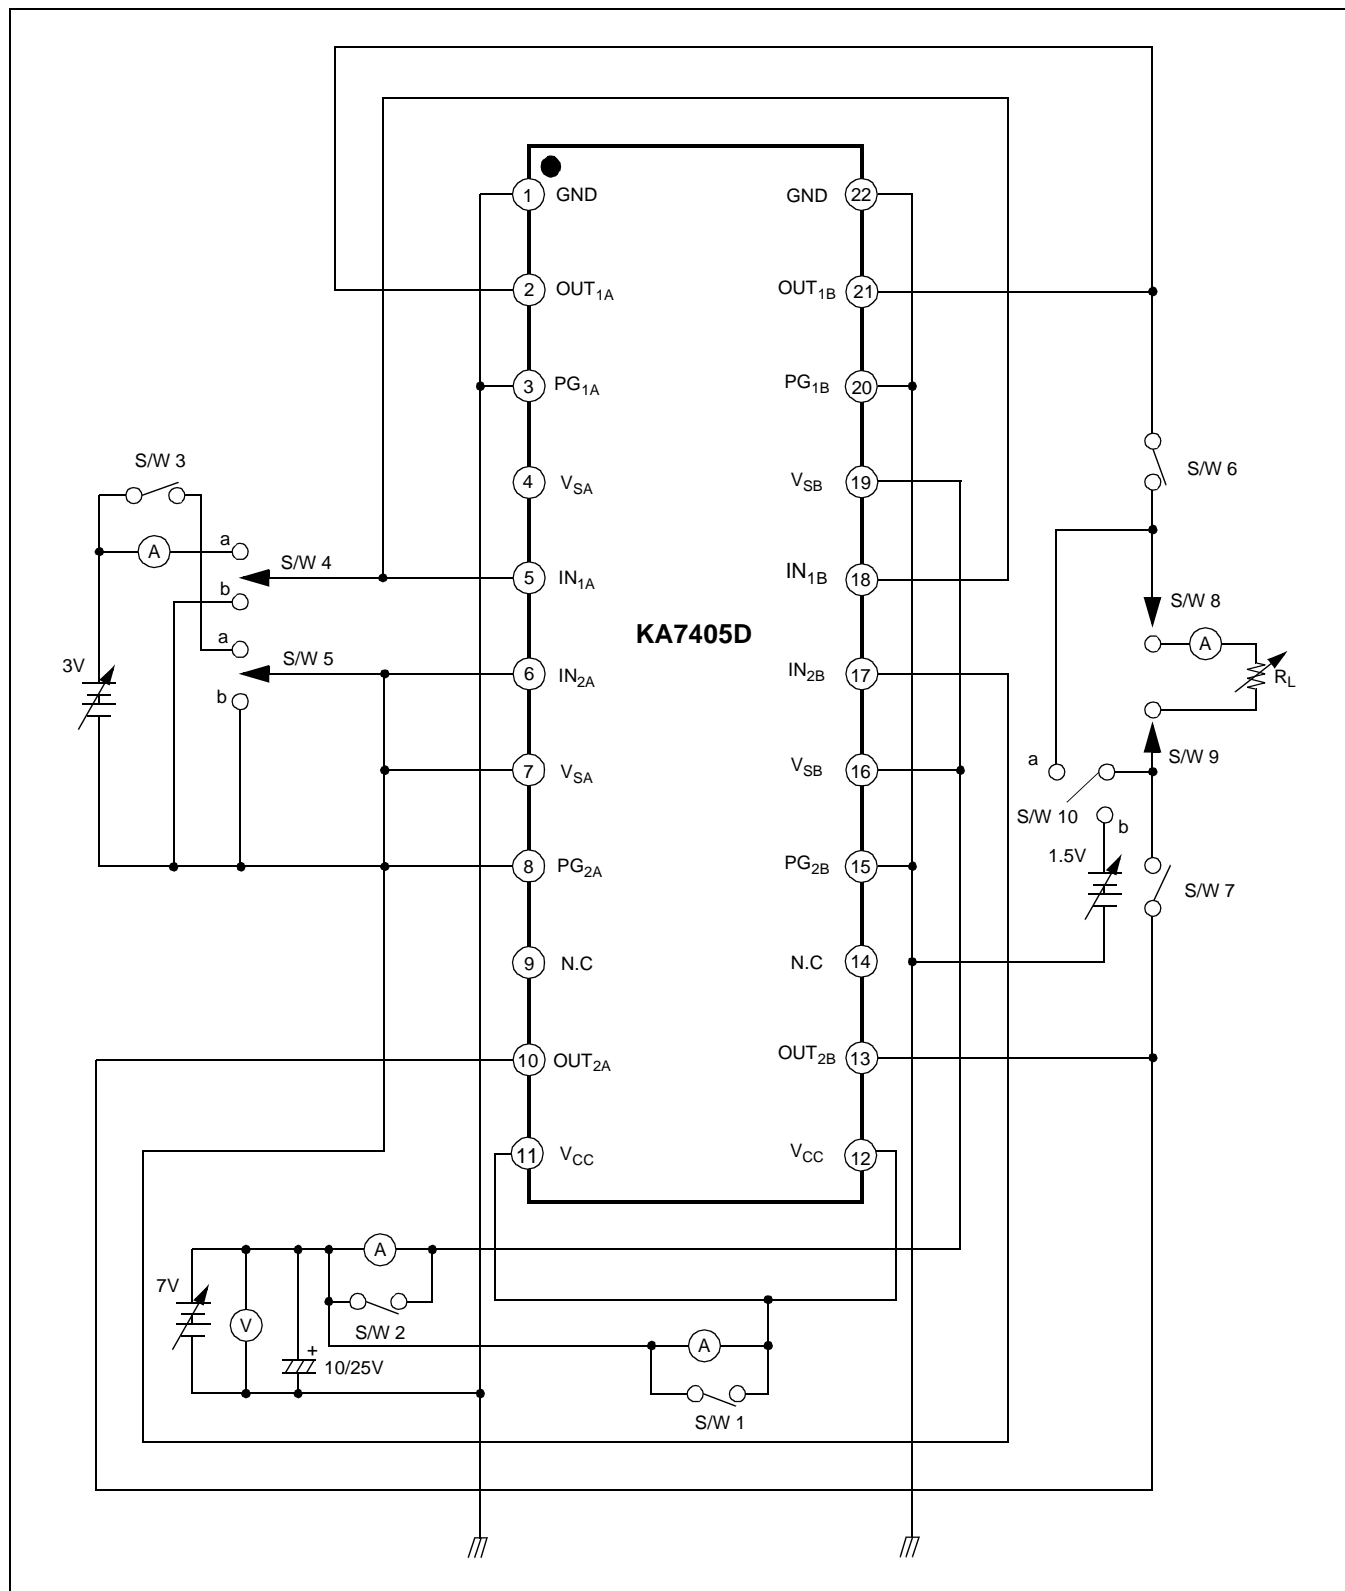 1 GND
GND 22
2 OUT1A
OUT1B 21
3 PG1A
PG1B 20
S/W 3
S/W 6
4 VSA
VSB 19
A
a
S/W 4
5 IN1A
IN1B 18
b
S/W 8
KA7405D
a
A
3V
S/W 5
6 IN2A
IN2B 17
RL
b
7 VSA
VSB 16
a
S/W 9
S/W 10
b
8 PG2A
PG2B 15
1.5V
S/W 7
9 N.C
N.C 14
10 OUT2A
OUT2B 13
11 VCC
VCC 12
A
7V
V
S/W 2
A
+
10/25V
S/W 1